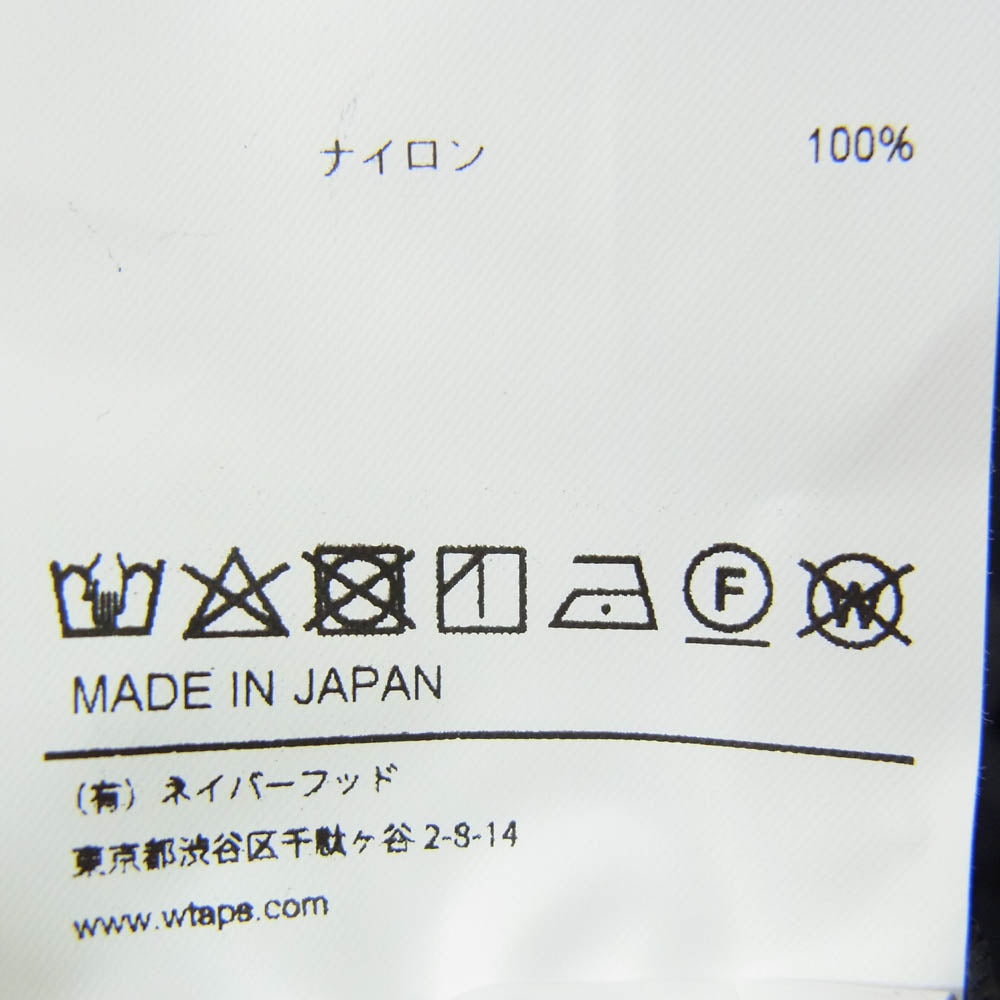 ナイロン 100%
F W
MADE IN JAPAN
(有) ネイバーフッド
東京都渋谷区千駄ヶ谷 2-8-14
www.wtaps.com